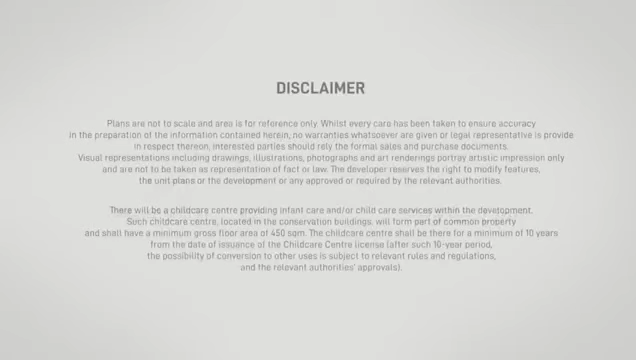 DISCLAIMER
Plans are not to scale and area is for reference only. Whilst every care has been taken to ensure accuracy
in the preparation of the information contained herein, no warranties whatsoever are given or legal representative is provide
in respect thereon, interested parties should rely the formal sales and purchase documents.
Visual representations including drawings, illustrations, photographs and art renderings portray artistic impression only
and are not to be taken as representation of fact or law. The developer reserves the right to modify features,
the unit plans or the development or any approved or required by the relevant authorities.
There will be a childcare centre providing infant care and/or child care services within the development.
Such childcare centre, located in the conservation buildings, will form part of common property
and shall have a minimum gross floor area of 450 sqm. The childcare centre shall be there for a minimum of 10 years
from the date of issuance of the Childcare Centre license (after such 10-year period,
the possibility of conversion to other uses is subject to relevant rules and regulations,
and the relevant authorities' approvals).